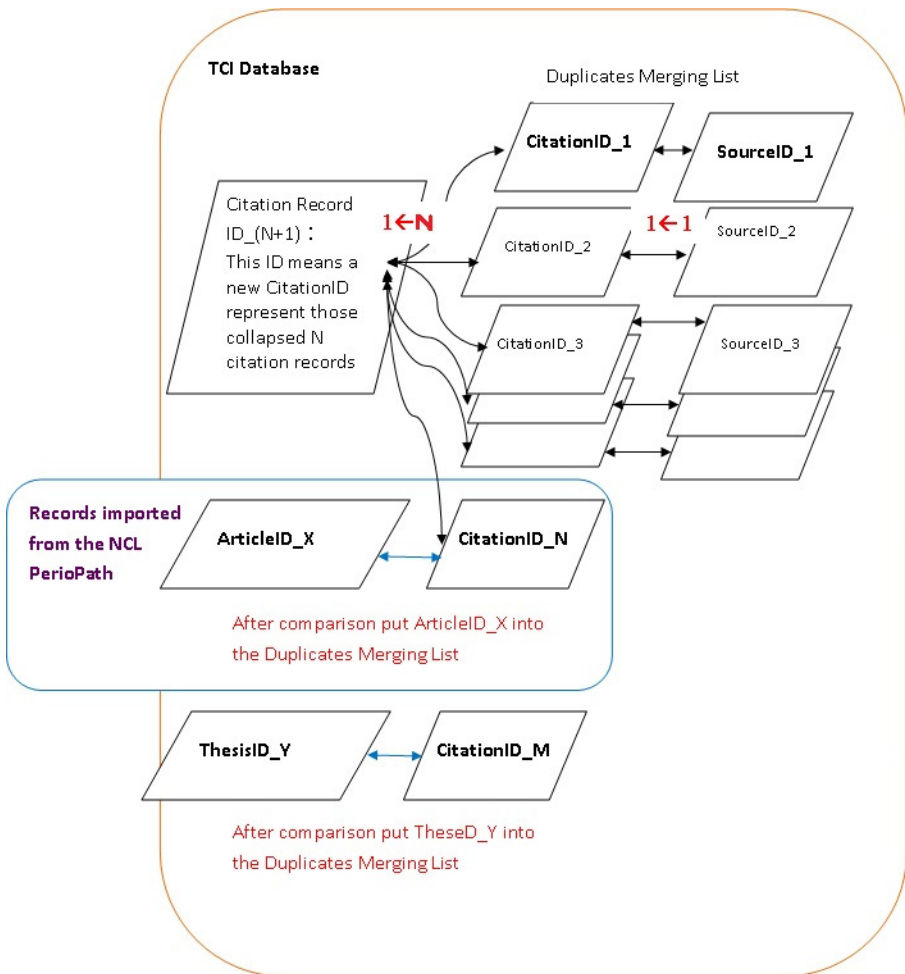 TCI Database
Duplicates Merging List
CitationID_1
SourceID_1
Citation Record
ID_(N+1)：
This ID means a
new CitationID
represent those
collapsed N
citation records
1←N
CitationID_2
1←1
SourceID_2
CitationID_3
SourceID_3
Records imported
from the NCL
PerioPath
ArticleID_X
CitationID_N
After comparison put ArticleID_X into
the Duplicates Merging List
ThesisID_Y
CitationID_M
After comparison put TheseD_Y into
the Duplicates Merging List